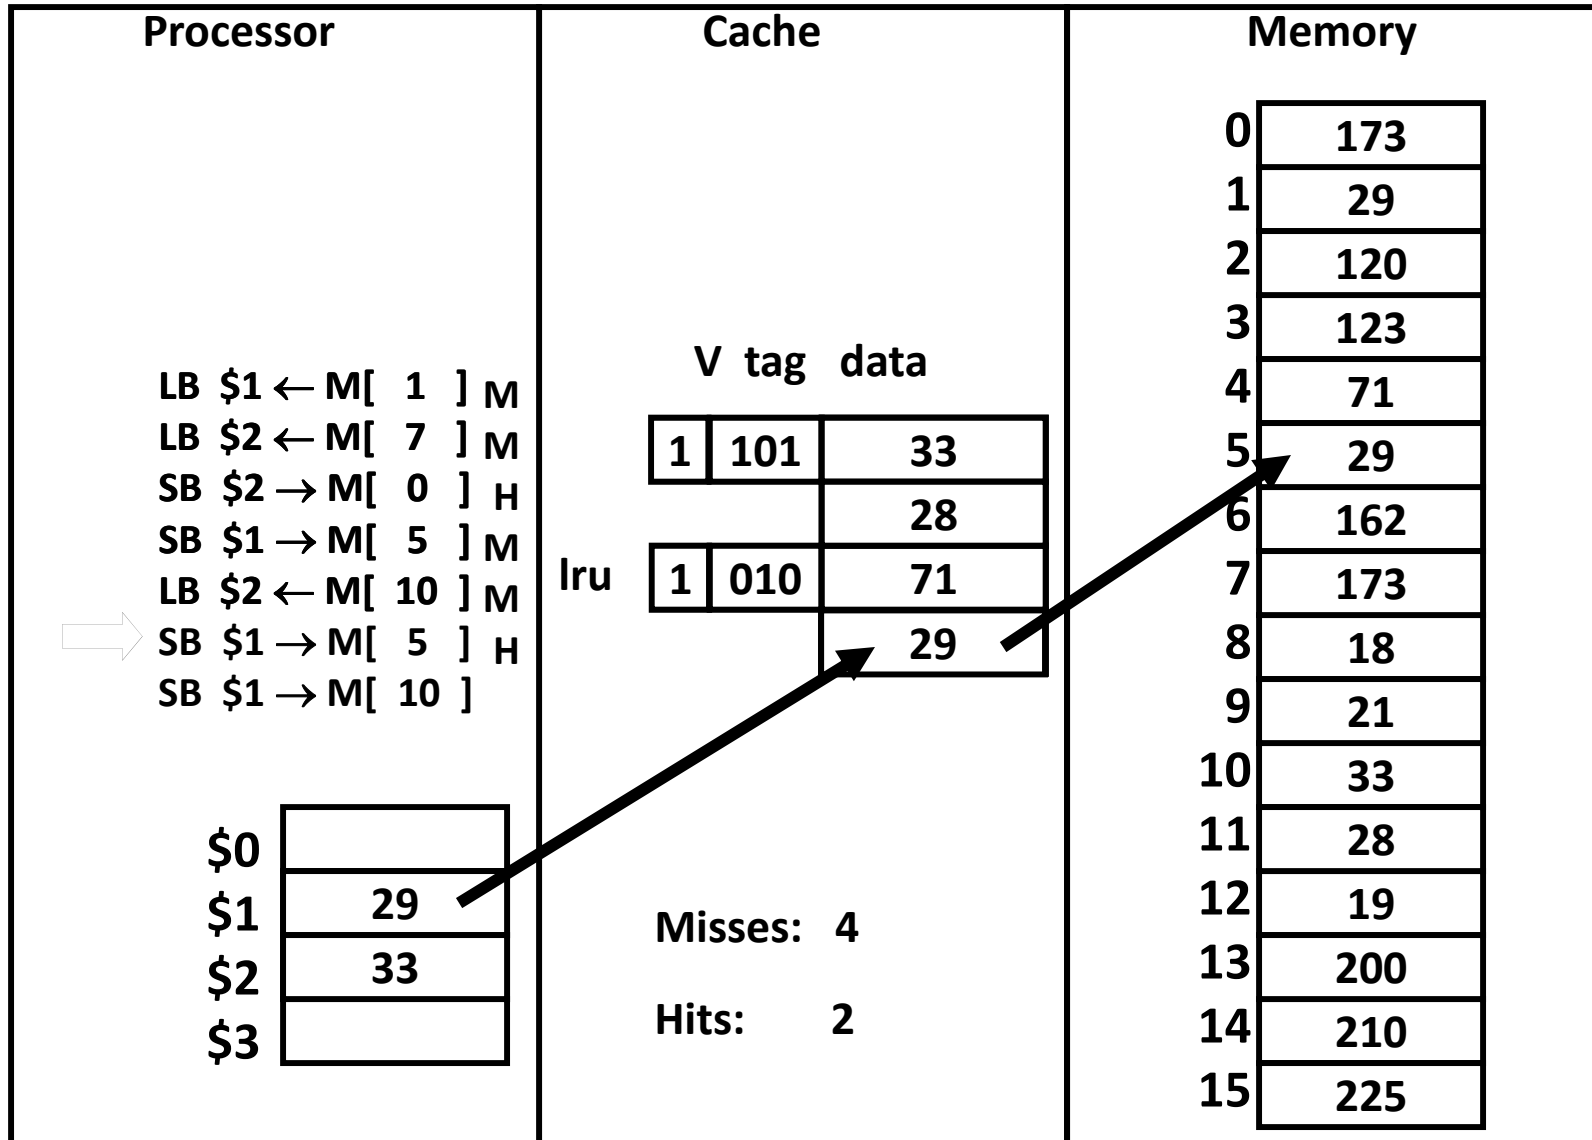 Processor
LB $1 ← M[ 1 ] M
LB $2 ← M[ 7 ] M
SB $2 → M[ 0 ] H
SB $1 → M[ 5 ] M
LB $2 ← M[ 10 ] M
SB $1 → M[ 5 ] H
SB $1 → M[ 10 ]
$0
$1 29
$2 33
$3
Cache
V tag data
1 101 33
28
lru 1 010 71
29
Misses: 4
Hits: 2
Memory
0 173
1 29
2 120
3 123
4 71
5 29
6 162
7 173
8 18
9 21
10 33
11 28
12 19
13 200
14 210
15 225